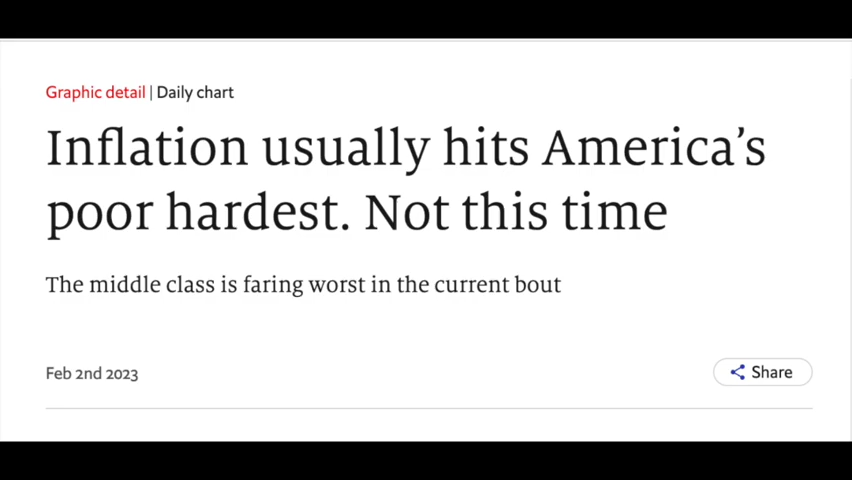 Graphic detail | Daily chart
Inflation usually hits America’s
poor hardest. Not this time
The middle class is faring worst in the current bout
Feb 2nd 2023
Share